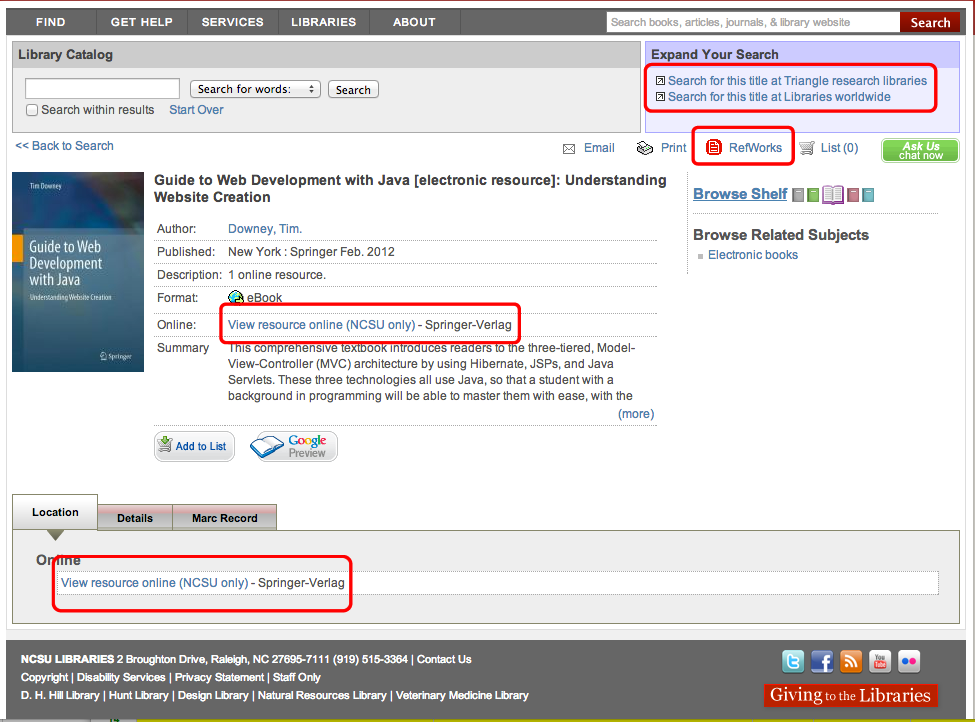 FIND GET HELP SERVICES LIBRARIES ABOUT Search books, articles, journals, & library website Search
Library Catalog
Search for words: Search
Search within results Start Over
Expand Your Search
Search for this title at Triangle research libraries
Search for this title at Libraries worldwide
<< Back to Search
Email Print RefWorks List (0) Ask Us
chat now
Tim Downey
Guide to Web
Development
with Java
Understanding Website Creation
Springer
Guide to Web Development with Java [electronic resource]: Understanding
Website Creation
Author: Downey, Tim.
Published: New York : Springer Feb. 2012
Description: 1 online resource.
Format: eBook
Online: View resource online (NCSU only) - Springer-Verlag
Summary This comprehensive textbook introduces readers to the three-tiered, Model-
View-Controller (MVC) architecture by using Hibernate, JSPs, and Java
Servlets. These three technologies all use Java, so that a student with a
background in programming will be able to master them with ease, with the
(more)
Add to List Google
Preview
Browse Shelf
Browse Related Subjects
Electronic books
Location Details Marc Record
Online
View resource online (NCSU only) - Springer-Verlag
NCSU LIBRARIES 2 Broughton Drive, Raleigh, NC 27695-7111 (919) 515-3364 | Contact Us
Copyright | Disability Services | Privacy Statement | Staff Only
D. H. Hill Library | Hunt Library | Design Library | Natural Resources Library | Veterinary Medicine Library
You
Tube
Giving to the Libraries